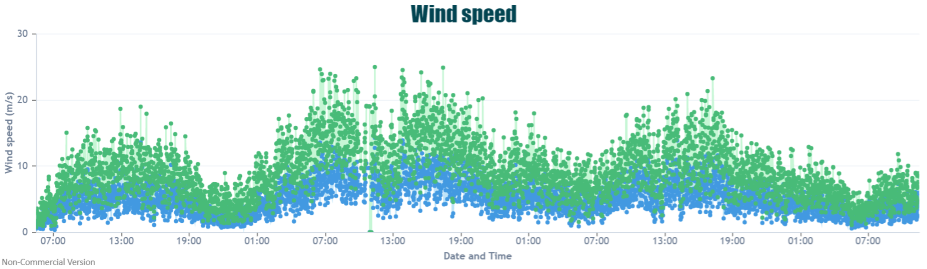 Wind speed
30
20
10
0
Wind speed (m/s)
07:00 13:00 19:00 01:00 07:00 13:00 19:00 01:00 07:00 13:00 19:00 01:00 07:00
Date and Time
Non-Commercial Version